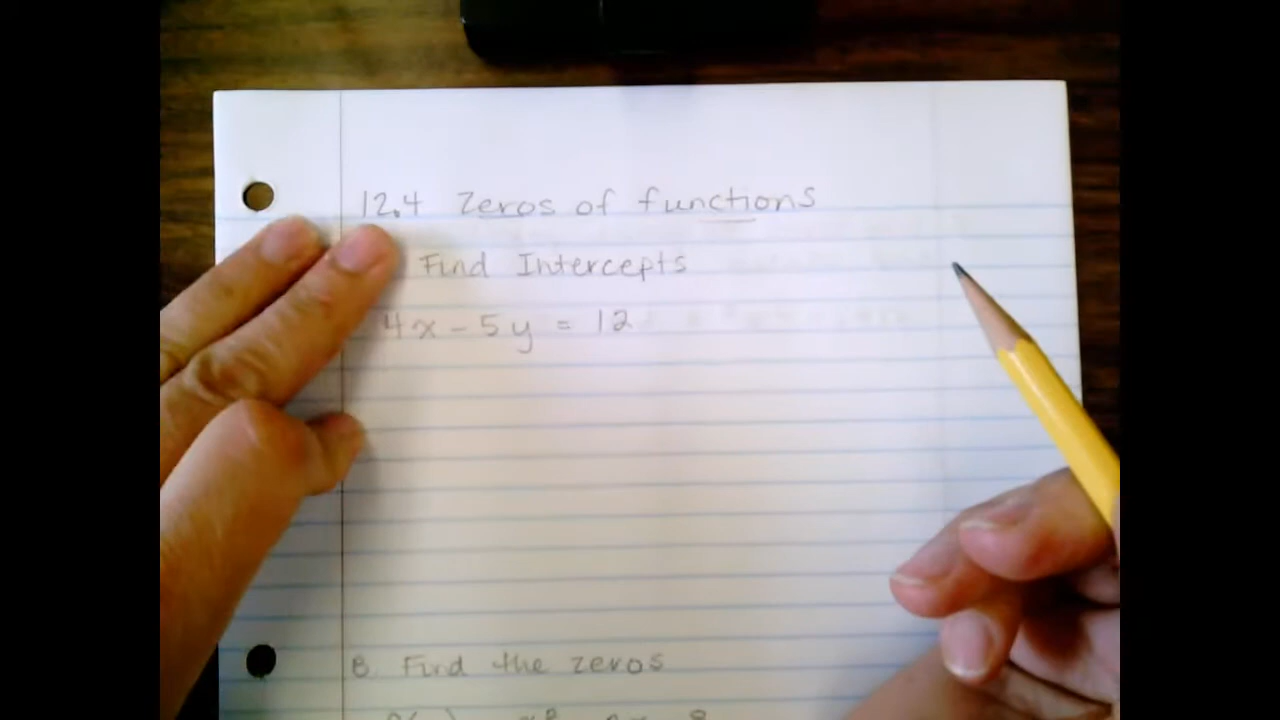 12.4 Zeros of functions
Find Intercepts
4x - 5y = 12
B. Find the zeros